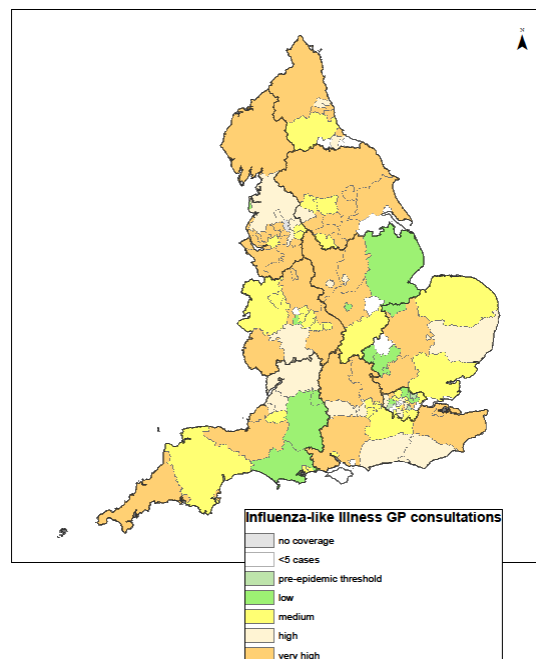 N
Influenza-like Illness GP consultations
no coverage
<5 cases
pre-epidemic threshold
low
medium
high
very high